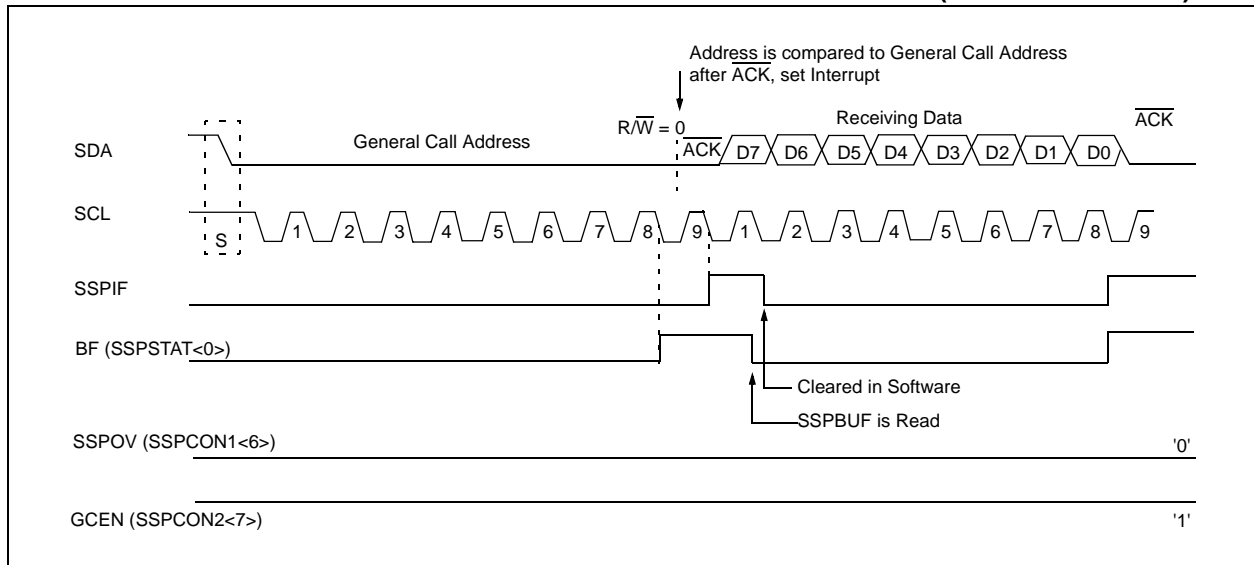 Address is compared to General Call Address
after ACK, set Interrupt
R/W = 0
Receiving Data
ACK
SDA
General Call Address
ACK D7 D6 D5 D4 D3 D2 D1 D0
SCL
S
1 2 3 4 5 6 7 8 9 1 2 3 4 5 6 7 8 9
SSPIF
BF (SSPSTAT<0>)
Cleared in Software
SSPBUF is Read
SSPOV (SSPCON1<6>)
'0'
GCEN (SSPCON2<7>)
'1'